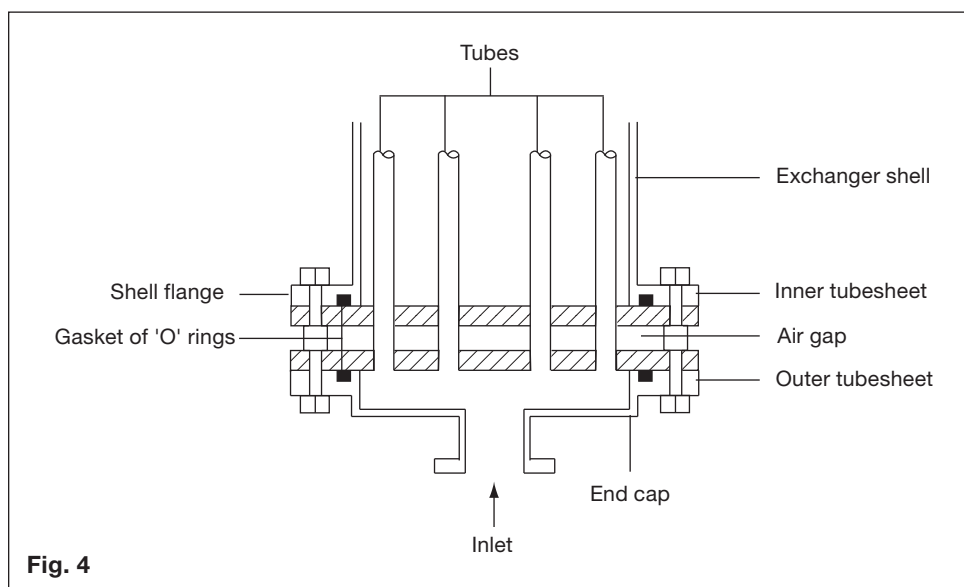 Tubes
Exchanger shell
Shell flange
Inner tubesheet
Gasket of 'O' rings
Air gap
Outer tubesheet
End cap
Inlet
Fig. 4